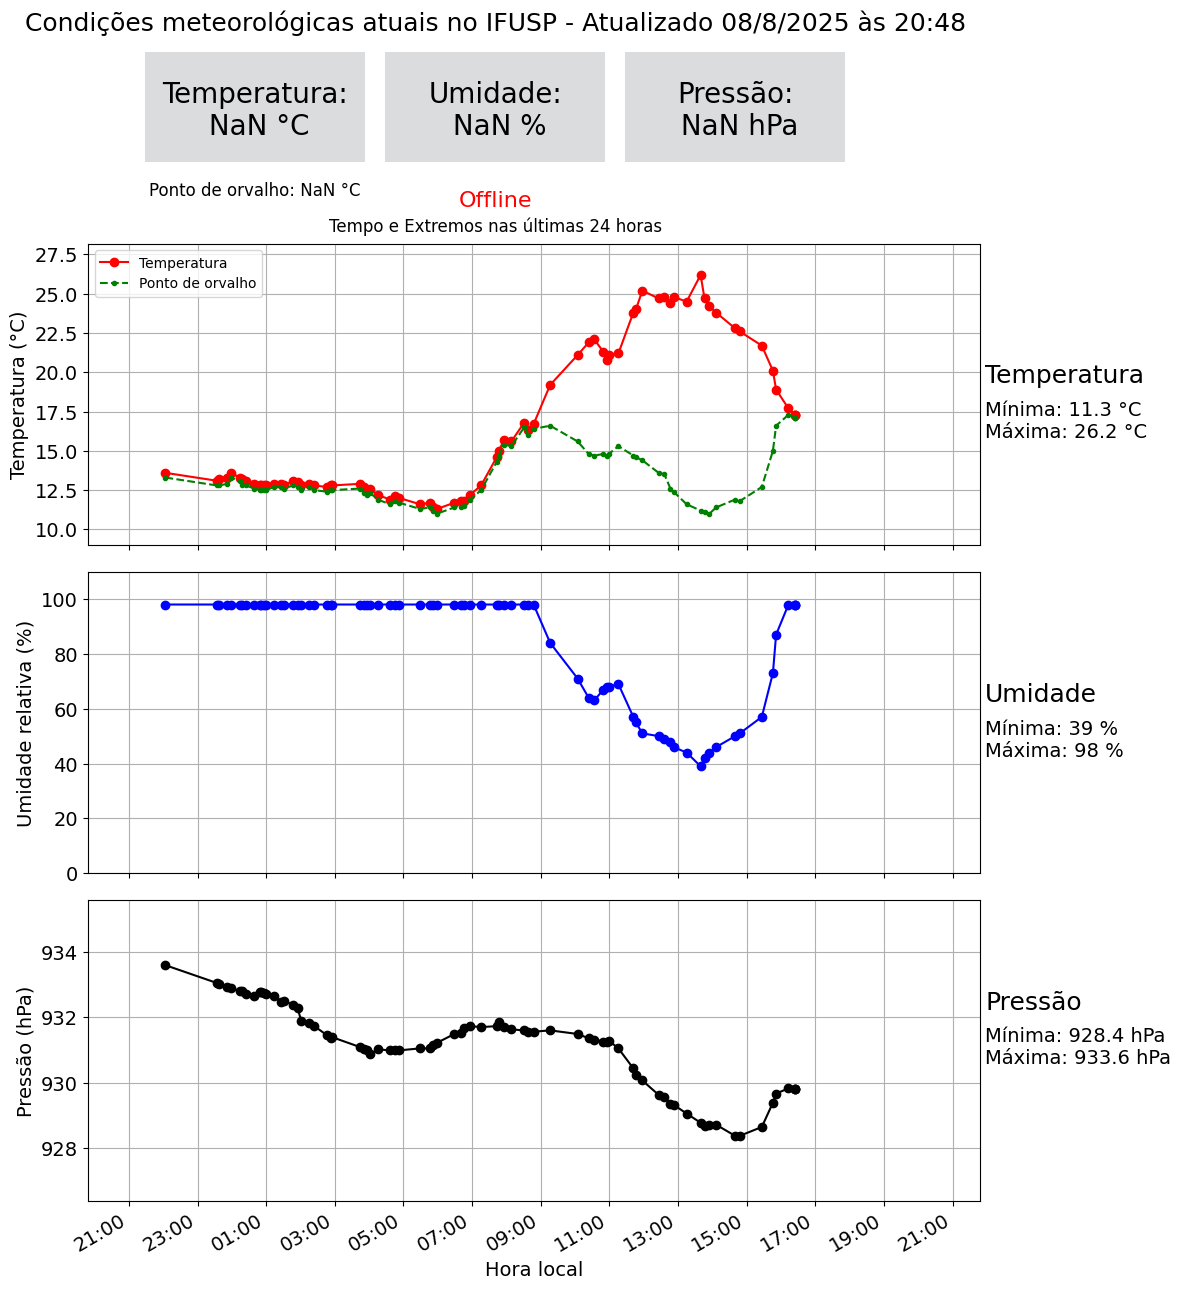 Condições meteorológicas atuais no IFUSP - Atualizado 08/8/2025 às 20:48
Temperatura:
NaN °C
Umidade:
NaN %
Pressão:
NaN hPa
Ponto de orvalho: NaN °C
Offline
Tempo e Extremos nas últimas 24 horas
Temperatura (°C)
27.5
25.0
22.5
20.0
17.5
15.0
12.5
10.0
Temperatura
Ponto de orvalho
Temperatura
Mínima: 11.3 °C
Máxima: 26.2 °C
Umidade relativa (%)
100
80
60
40
20
0
Umidade
Mínima: 39 %
Máxima: 98 %
Pressão (hPa)
934
932
930
928
Pressão
Mínima: 928.4 hPa
Máxima: 933.6 hPa
21:00
23:00
01:00
03:00
05:00
07:00
09:00
11:00
13:00
15:00
17:00
19:00
21:00
Hora local